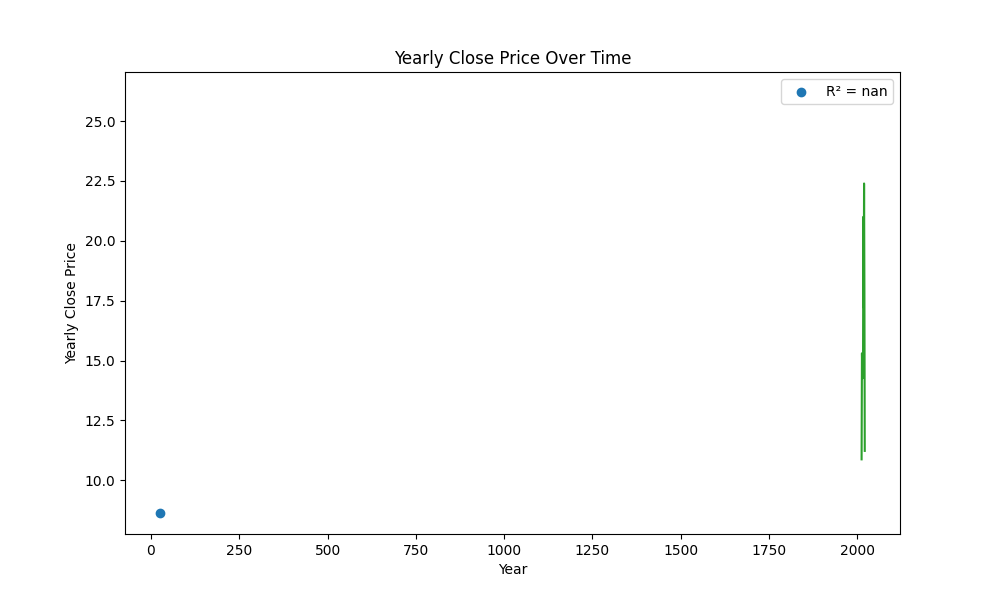 Yearly Close Price Over Time
R² = nan
25.0
22.5
20.0
17.5
15.0
12.5
10.0
Yearly Close Price
0 250 500 750 1000 1250 1500 1750 2000
Year